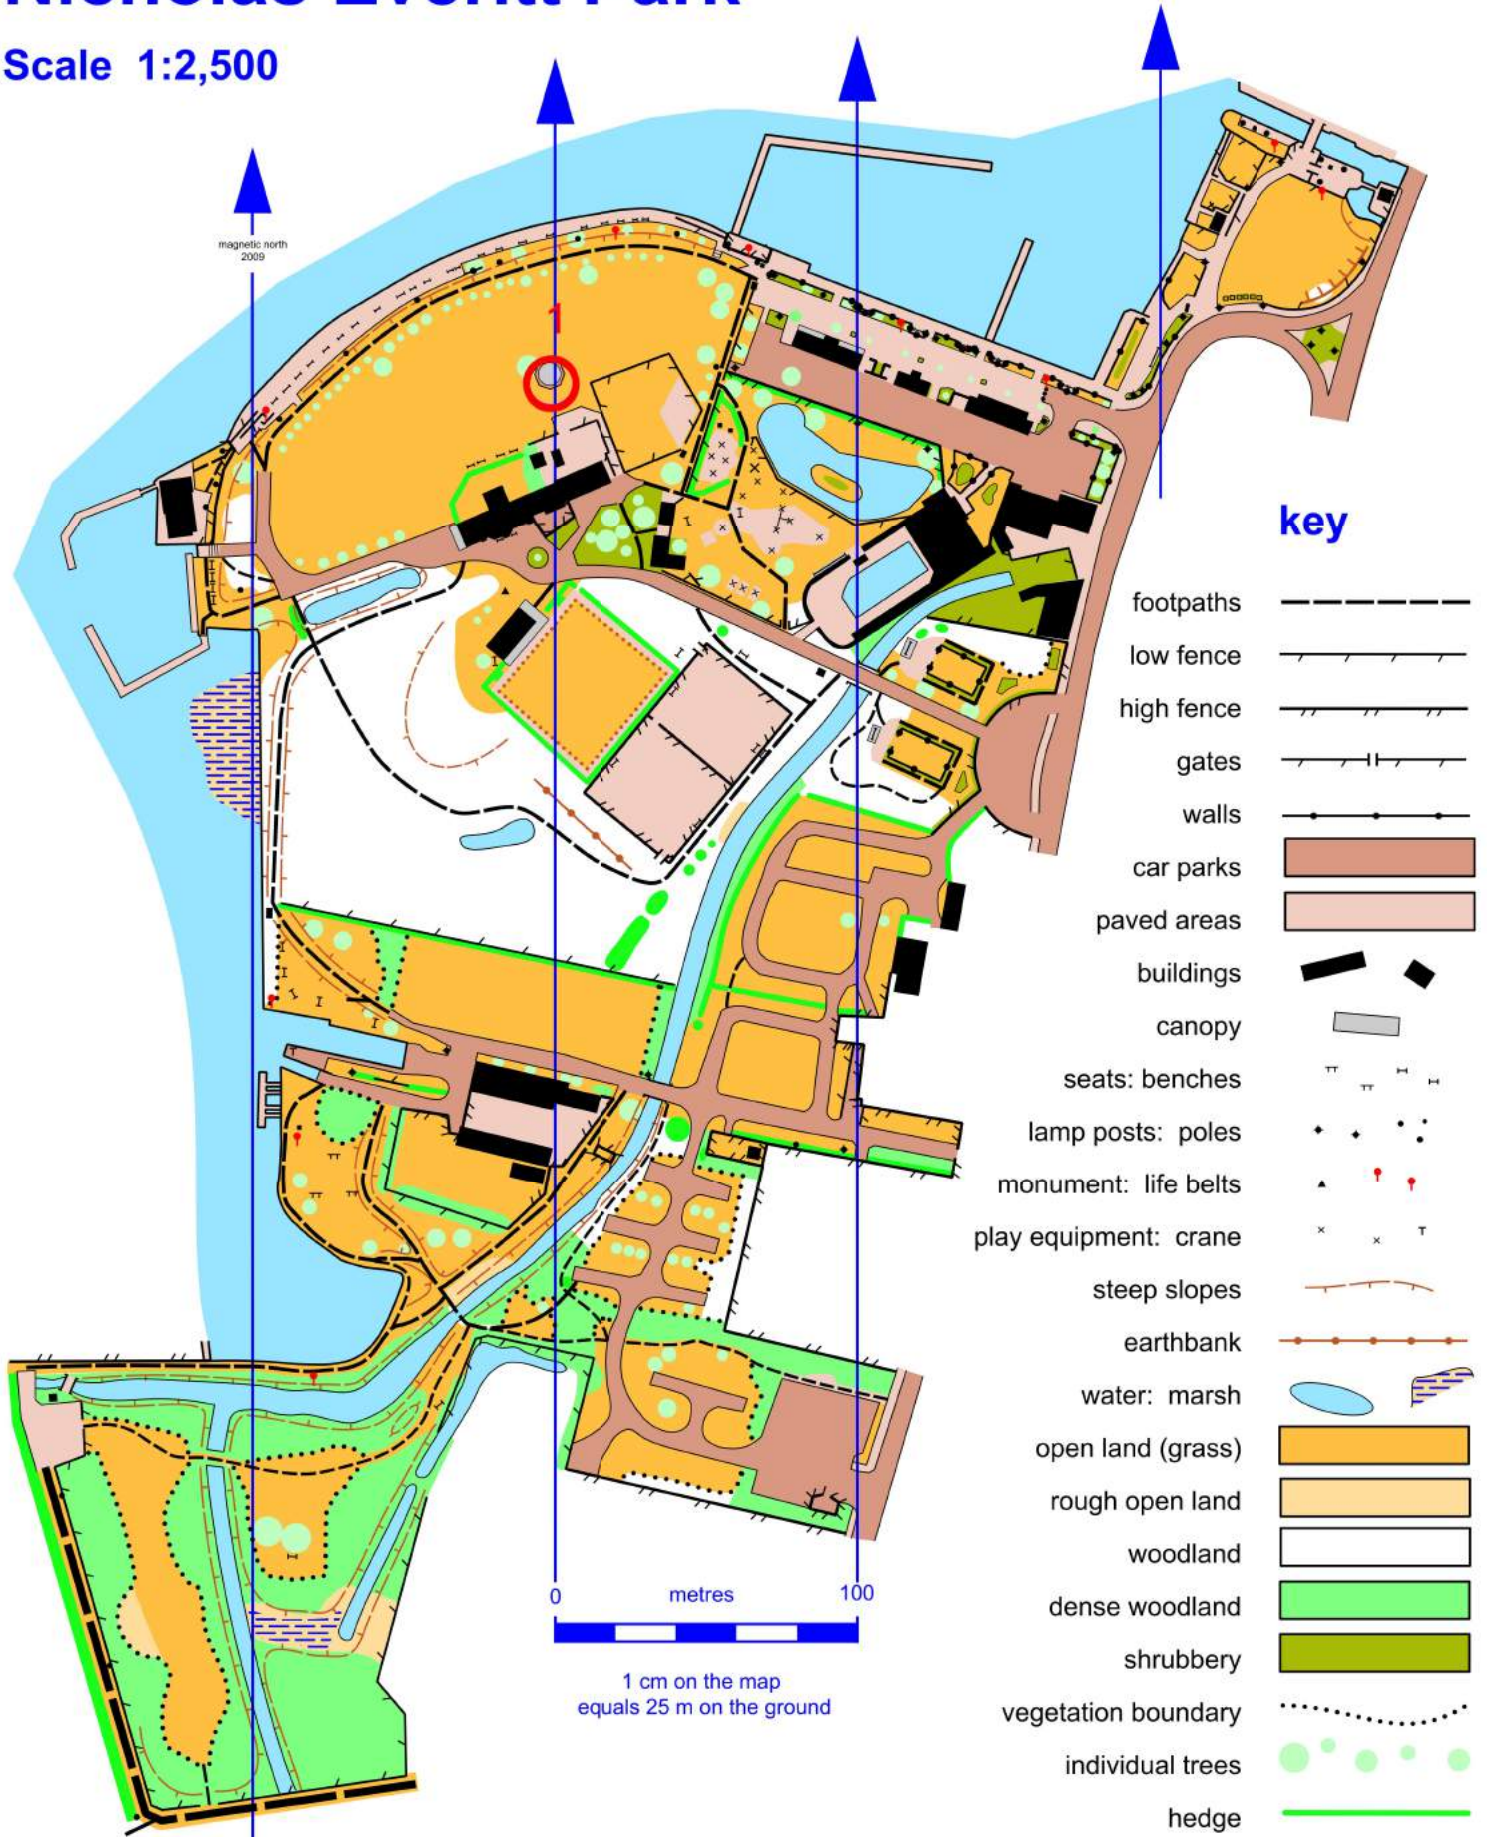 Nicholas Everitt Park
Scale 1:2,500
magnetic north
2009
1
key
footpaths
low fence
high fence
gates
walls
car parks
paved areas
buildings
canopy
seats: benches
lamp posts: poles
monument: life belts
play equipment: crane
steep slopes
earthbank
water: marsh
open land (grass)
rough open land
woodland
dense woodland
shrubbery
vegetation boundary
individual trees
hedge
0 metres 100
1 cm on the map
equals 25 m on the ground